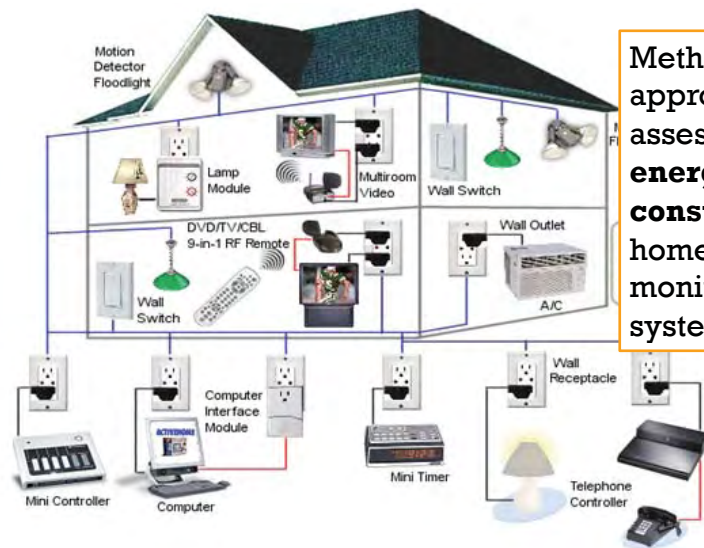 Motion
Detector
Floodlight
Lamp
Module
Multiroom
Video
Wall Switch
DVD/TV/CBL
9-in-1 RF Remote
Wall
Switch
Wall Outlet
A/C
Computer
Interface
Module
Wall
Receptacle
Mini Controller
Computer
Mini Timer
Telephone
Controller
energ
const
home
monit
syste
Meth
appro
asses